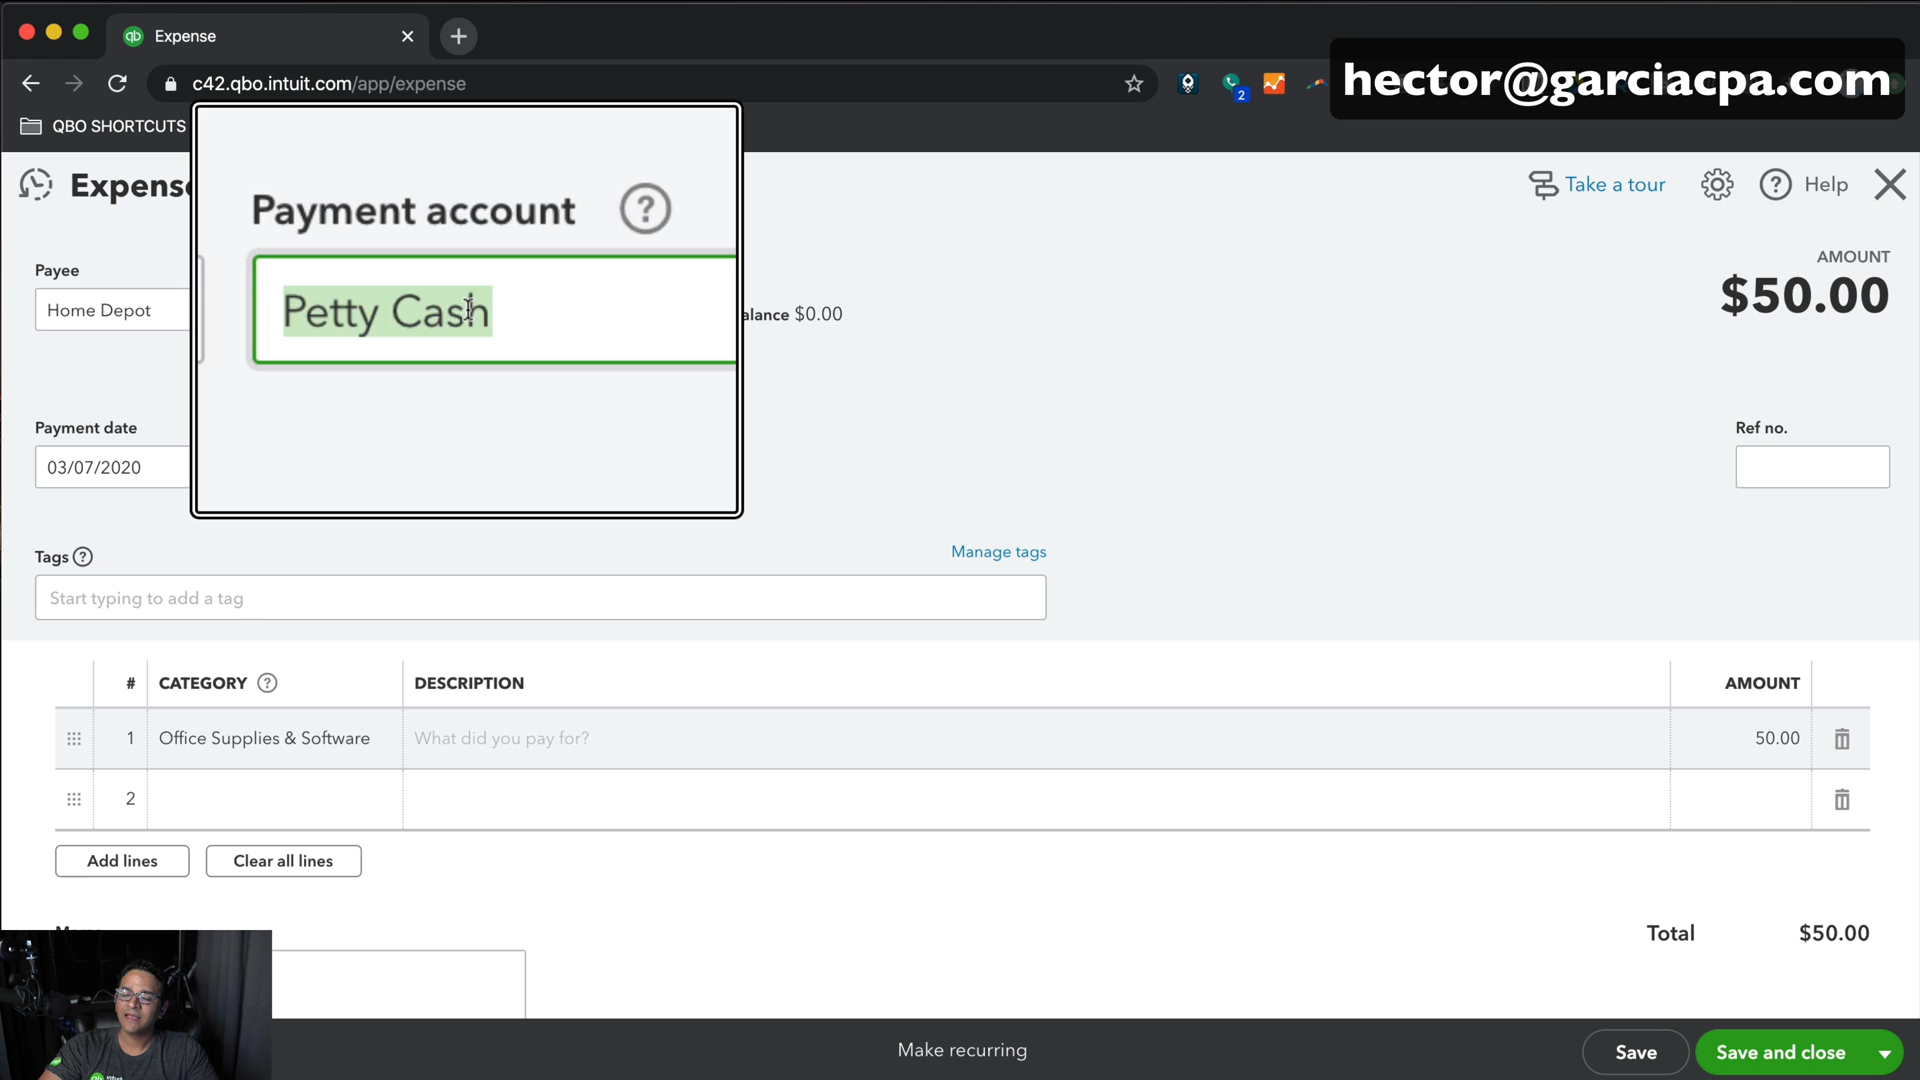 Expense
c42.qbo.intuit.com/app/expense
2
hector@garciacpa.com
QBO SHORTCUTS
Expense
Take a tour
Help
Payment account
Petty Cash
Payee
Home Depot
alance $0.00
AMOUNT
$50.00
Payment date
03/07/2020
Ref no.
Tags
Manage tags
Start typing to add a tag
# CATEGORY DESCRIPTION AMOUNT
1 Office Supplies & Software What did you pay for? 50.00
2
Add lines
Clear all lines
Total $50.00
Make recurring
Save
Save and close